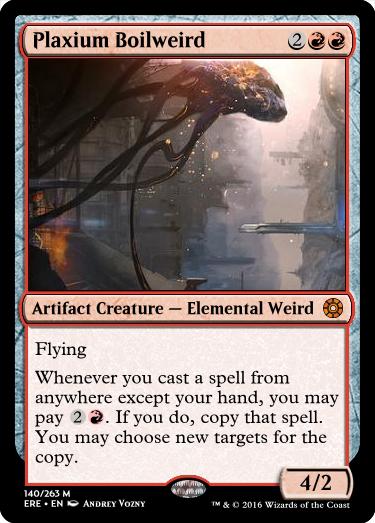 Plaxium Boilweird 2RR
Artifact Creature — Elemental Weird
Flying
Whenever you cast a spell from
anywhere except your hand, you may
pay 2R. If you do, copy that spell.
You may choose new targets for the
copy.
4/2
140/263 M
ERE • EN Andrey Vozny
™ & © 2016 Wizards of the Coast